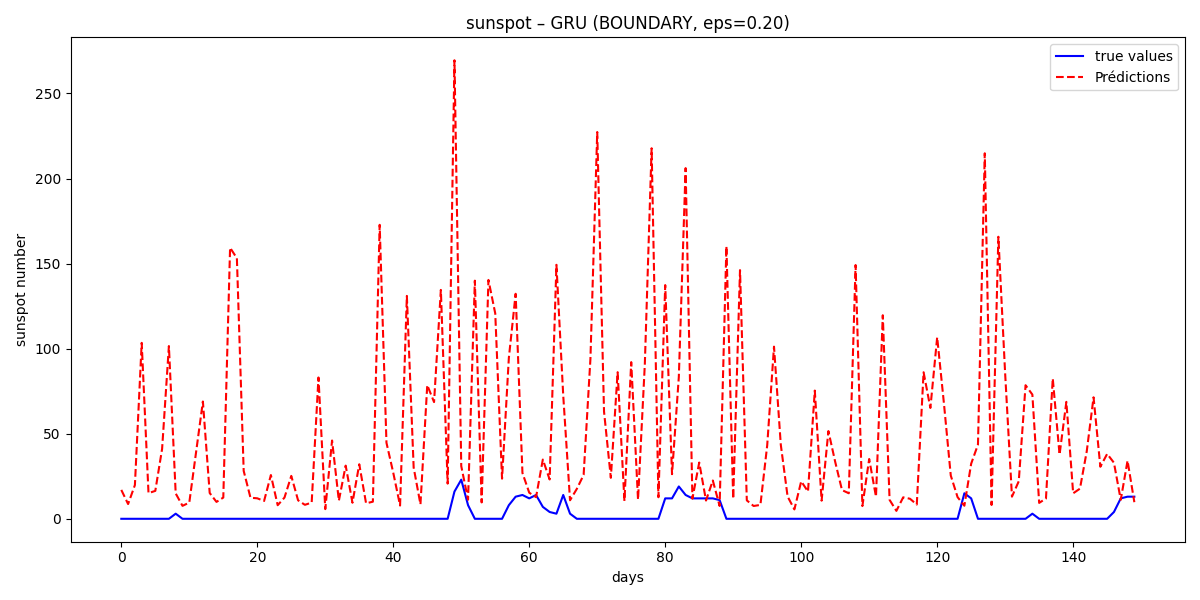 sunspot – GRU (BOUNDARY, eps=0.20)
true values
Prédictions
sunspot number
250
200
150
100
50
0
0 20 40 60 80 100 120 140
days